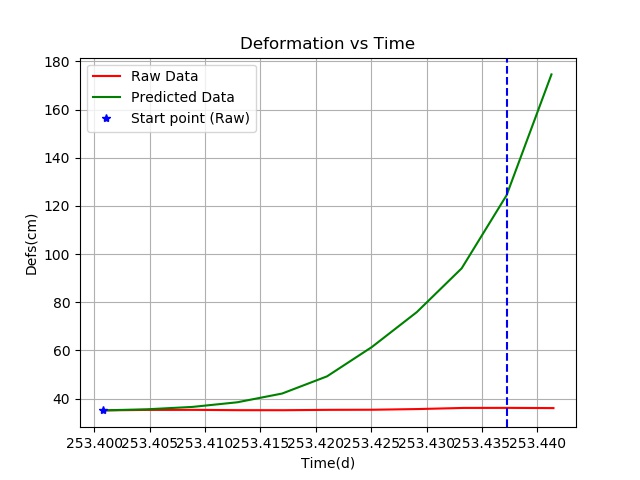 Deformation vs Time
Raw Data
Predicted Data
Start point (Raw)
180
160
140
120
100
80
60
40
Defs(cm)
253.400 253.405 253.410 253.415 253.420 253.425 253.430 253.435 253.440
Time(d)